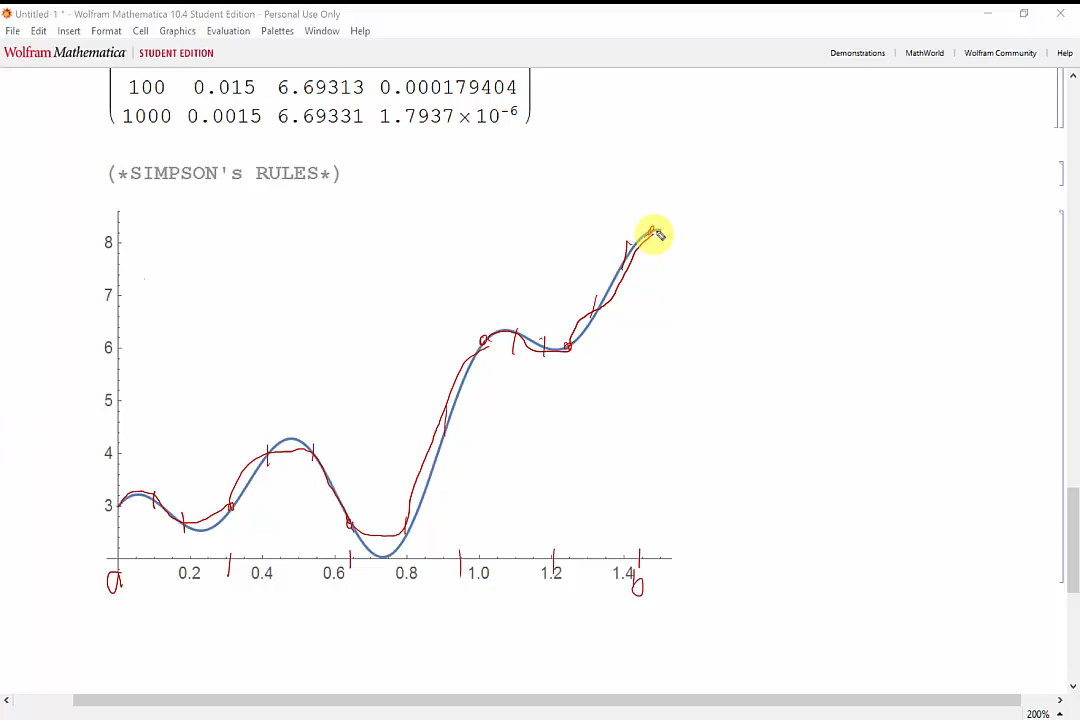 Untitled-1 * - Wolfram Mathematica 10.4 Student Edition - Personal Use Only
File Edit Insert Format Cell Graphics Evaluation Palettes Window Help
Wolfram Mathematica | STUDENT EDITION Demonstrations MathWorld Wolfram Community Help
100 0.015 6.69313 0.000179404
1000 0.0015 6.69331 1.7937×10⁻⁶
(*SIMPSON's RULES*)
8
7
6
5
4
3
0.2 0.4 0.6 0.8 1.0 1.2 1.4
a b
200%